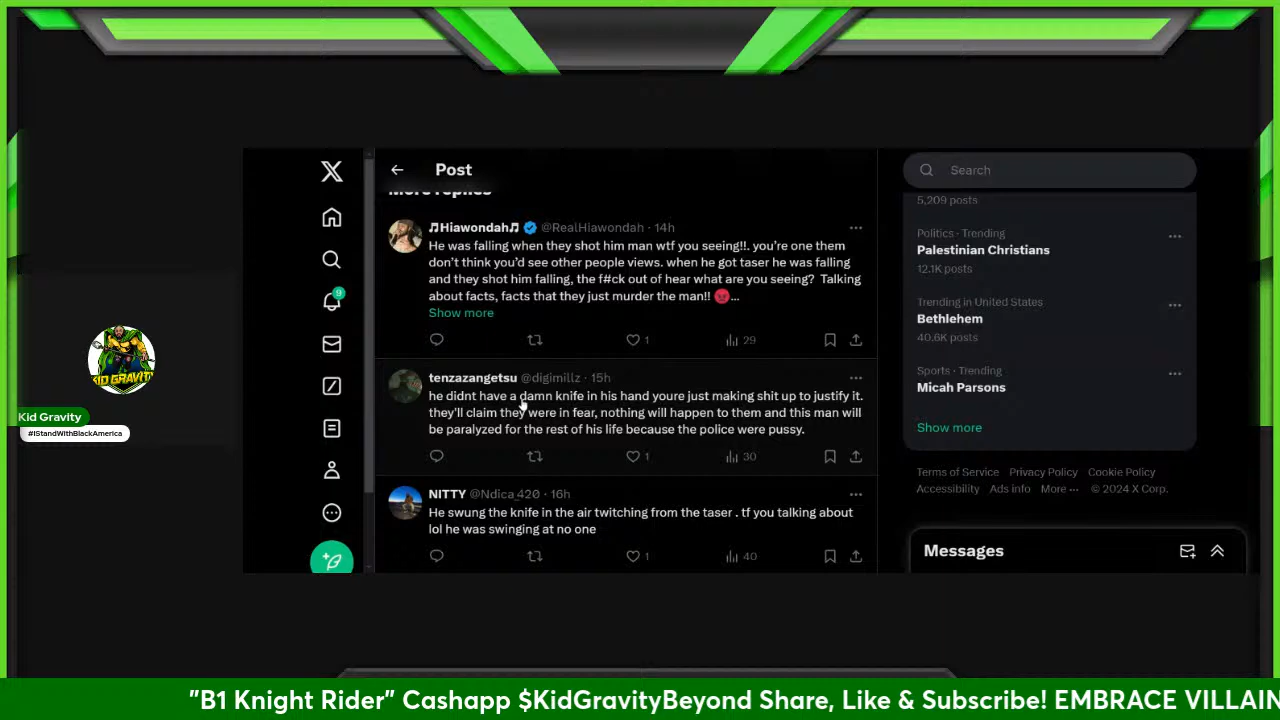 Post
More replies
♬Hiawondah♬ @RealHiawondah · 14h
He was falling when they shot him man wtf you seeing!!. you're one them
don't think you'd see other people views. when he got taser he was falling
and they shot him falling, the f#ck out of hear what are you seeing? Talking
about facts, facts that they just murder the man!! 😡...
Show more
1
29
tenzazangetsu @digimillz · 15h
he didnt have a damn knife in his hand youre just making shit up to justify it.
they'll claim they were in fear, nothing will happen to them and this man will
be paralyzed for the rest of his life because the police were pussy.
1
30
NITTY @Ndica_420 · 16h
He swung the knife in the air twitching from the taser . tf you talking about
lol he was swinging at no one
1
40
9
Search
5,209 posts
Politics · Trending
Palestinian Christians
12.1K posts
Trending in United States
Bethlehem
40.6K posts
Sports · Trending
Micah Parsons
Show more
Terms of Service Privacy Policy Cookie Policy
Accessibility Ads info More ··· © 2024 X Corp.
Messages
KID GRAVITY
Kid Gravity
#IStandWithBlackAmerica
"B1 Knight Rider" Cashapp $KidGravityBeyond Share, Like & Subscribe! EMBRACE VILLAIN